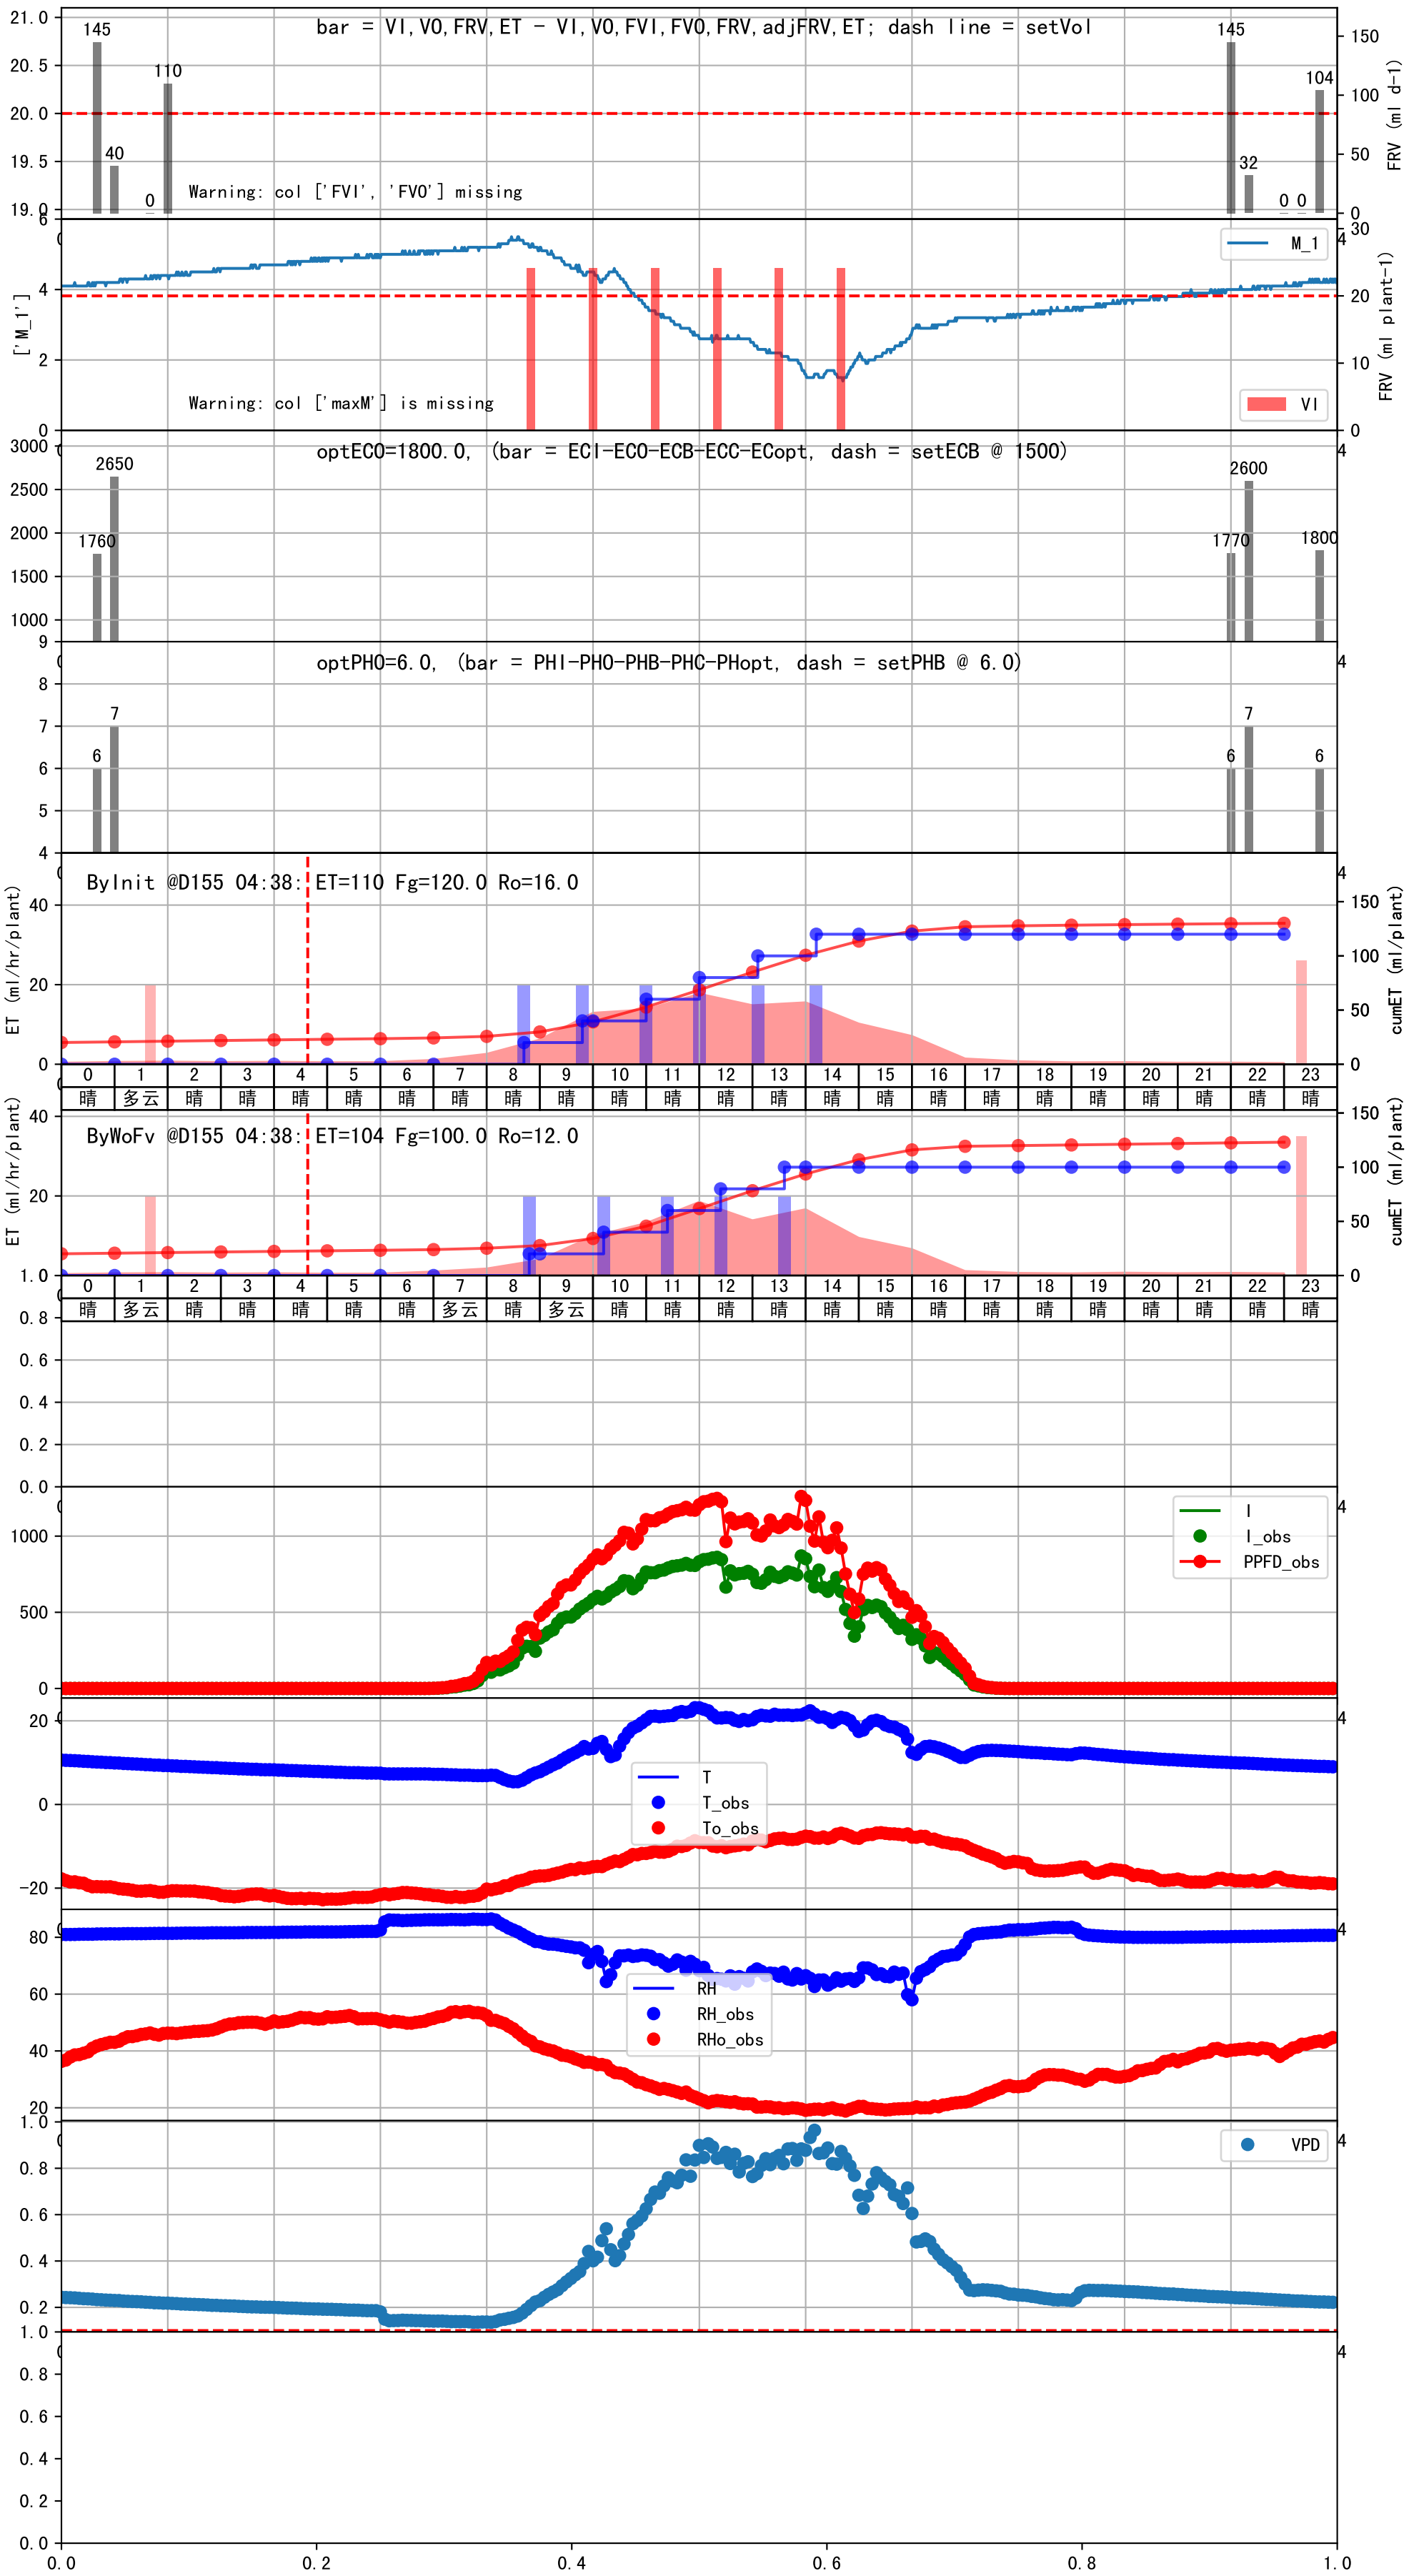 bar = VI,VO,FRV,ET - VI,VO,FVI,FVO,FRV,adjFRV,ET; dash line = setVol
21.0
20.5
20.0
19.5
19.0
145
40
0
110
145
32
0
0
104
150
100
50
0
FRV (ml d-1)
Warning: col ['FVI', 'FVO'] missing
6
4
2
0
['M_1']
M_1
VI
30
20
10
0
FRV (ml plant-1)
Warning: col ['maxM'] is missing
optECO=1800.0, (bar = ECI-ECO-ECB-ECC-ECopt, dash = setECB @ 1500)
3000
2500
2000
1500
1000
1760
2650
1770
2600
1800
optPHO=6.0, (bar = PHI-PHO-PHB-PHC-PHopt, dash = setPHB @ 6.0)
9
8
7
6
5
4
6
7
6
7
6
ByInit @D155 04:38: ET=110 Fg=120.0 Ro=16.0
ET (ml/hr/plant)
40
20
0
150
100
50
0
cumET (ml/plant)
0 1 2 3 4 5 6 7 8 9 10 11 12 13 14 15 16 17 18 19 20 21 22 23
晴 多云 晴 晴 晴 晴 晴 晴 晴 晴 晴 晴 晴 晴 晴 晴 晴 晴 晴 晴 晴 晴 晴 晴
ByWoFv @D155 04:38: ET=104 Fg=100.0 Ro=12.0
ET (ml/hr/plant)
40
20
150
100
50
0
cumET (ml/plant)
0 1 2 3 4 5 6 7 8 9 10 11 12 13 14 15 16 17 18 19 20 21 22 23
晴 多云 晴 晴 晴 晴 晴 多云 晴 多云 晴 晴 晴 晴 晴 晴 晴 晴 晴 晴 晴 晴 晴 晴
1.0
0.8
0.6
0.4
0.2
0.0
1000
500
0
I
I_obs
PPFD_obs
20
0
-20
T
T_obs
To_obs
80
60
40
20
RH
RH_obs
RHo_obs
1.0
0.8
0.6
0.4
0.2
VPD
1.0
0.8
0.6
0.4
0.2
0.0
0.0 0.2 0.4 0.6 0.8 1.0